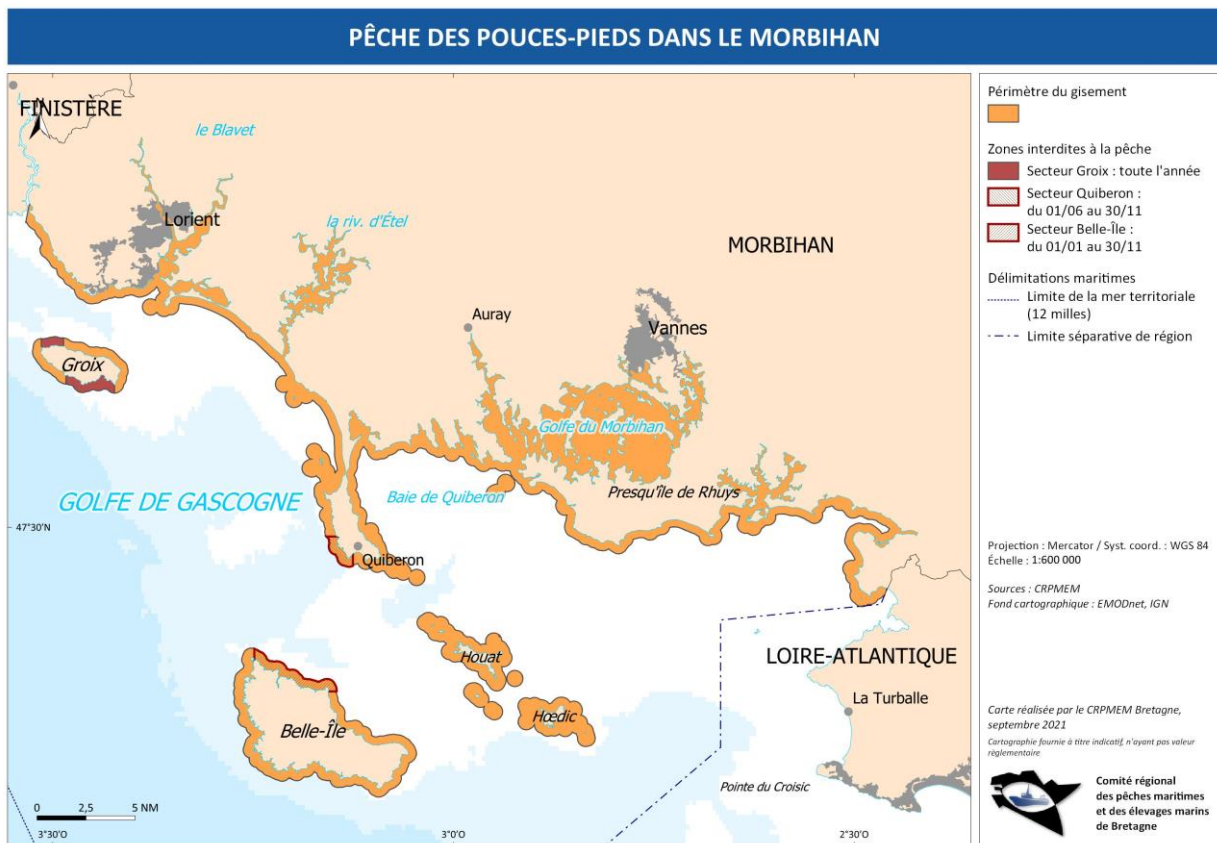 PÊCHE DES POUCES-PIEDS DANS LE MORBIHAN
FINISTÈRE
le Blavet
Lorient
la riv. d'Étel
MORBIHAN
Auray
Vannes
Groix
Golfe du Morbihan
GOLFE DE GASCOGNE
Baie de Quiberon
Presqu'île de Rhuys
47°30'N
Quiberon
Houat
LOIRE-ATLANTIQUE
La Turballe
Hœdic
Belle-Île
Pointe du Croisic
0 2,5 5 NM
3°30'O
3°0'O
2°30'O
Périmètre du gisement
Zones interdites à la pêche
Secteur Groix : toute l'année
Secteur Quiberon :
du 01/06 au 30/11
Secteur Belle-Île :
du 01/01 au 30/11
Délimitations maritimes
Limite de la mer territoriale
(12 milles)
Limite séparative de région
Projection : Mercator / Syst. coord. : WGS 84
Échelle : 1:600 000
Sources : CRPMEM
Fond cartographique : EMODnet, IGN
Carte réalisée par le CRPMEM Bretagne,
septembre 2021
Cartographie fournie à titre indicatif, n'ayant pas valeur
règlementaire
Comité régional
des pêches maritimes
et des élevages marins
de Bretagne